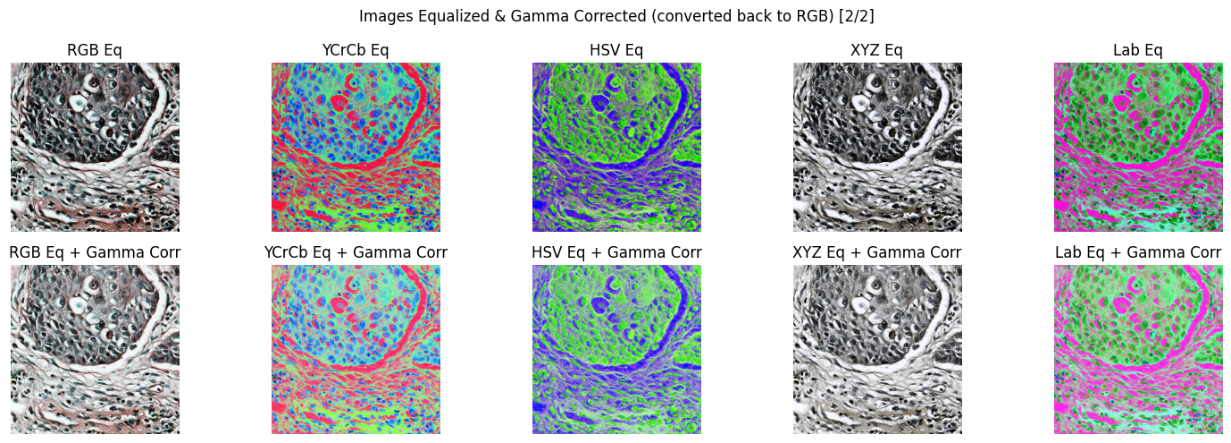 Images Equalized & Gamma Corrected (converted back to RGB) [2/2]
RGB Eq
YCrCb Eq
HSV Eq
XYZ Eq
Lab Eq
RGB Eq + Gamma Corr
YCrCb Eq + Gamma Corr
HSV Eq + Gamma Corr
XYZ Eq + Gamma Corr
Lab Eq + Gamma Corr